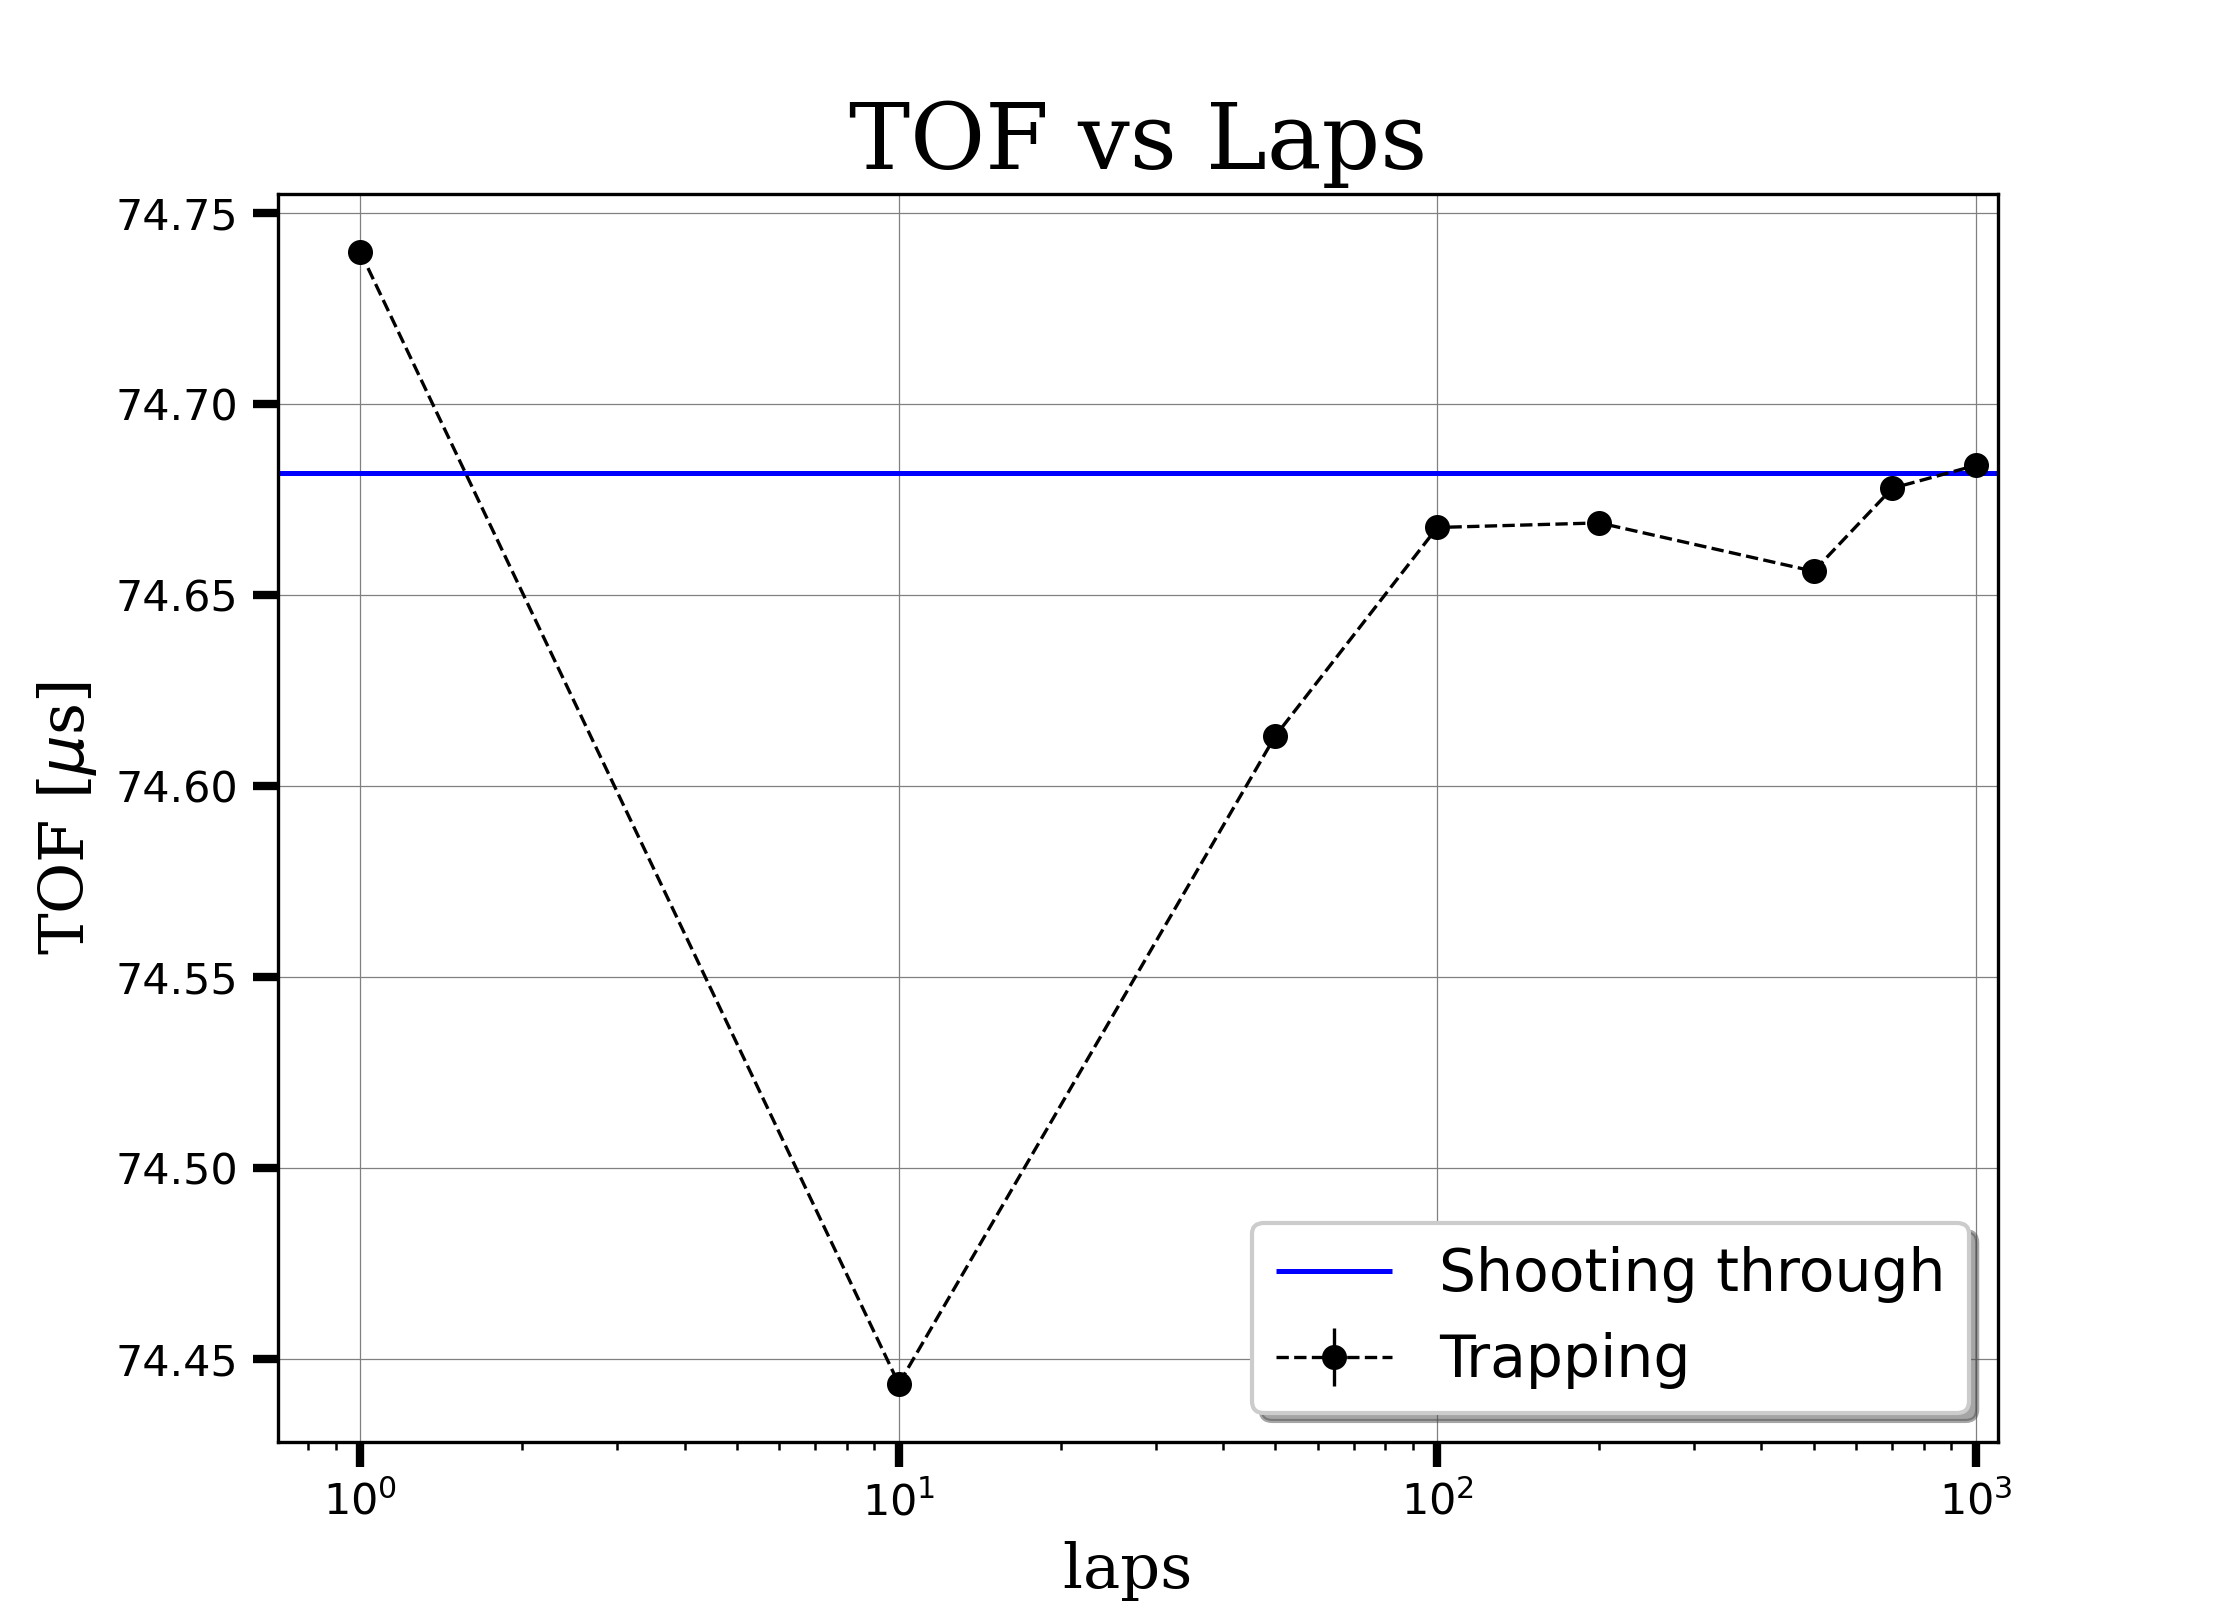 TOF vs Laps
74.75
74.70
74.65
74.60
74.55
74.50
74.45
TOF [μs]
Shooting through
Trapping
10⁰ 10¹ 10² 10³
laps